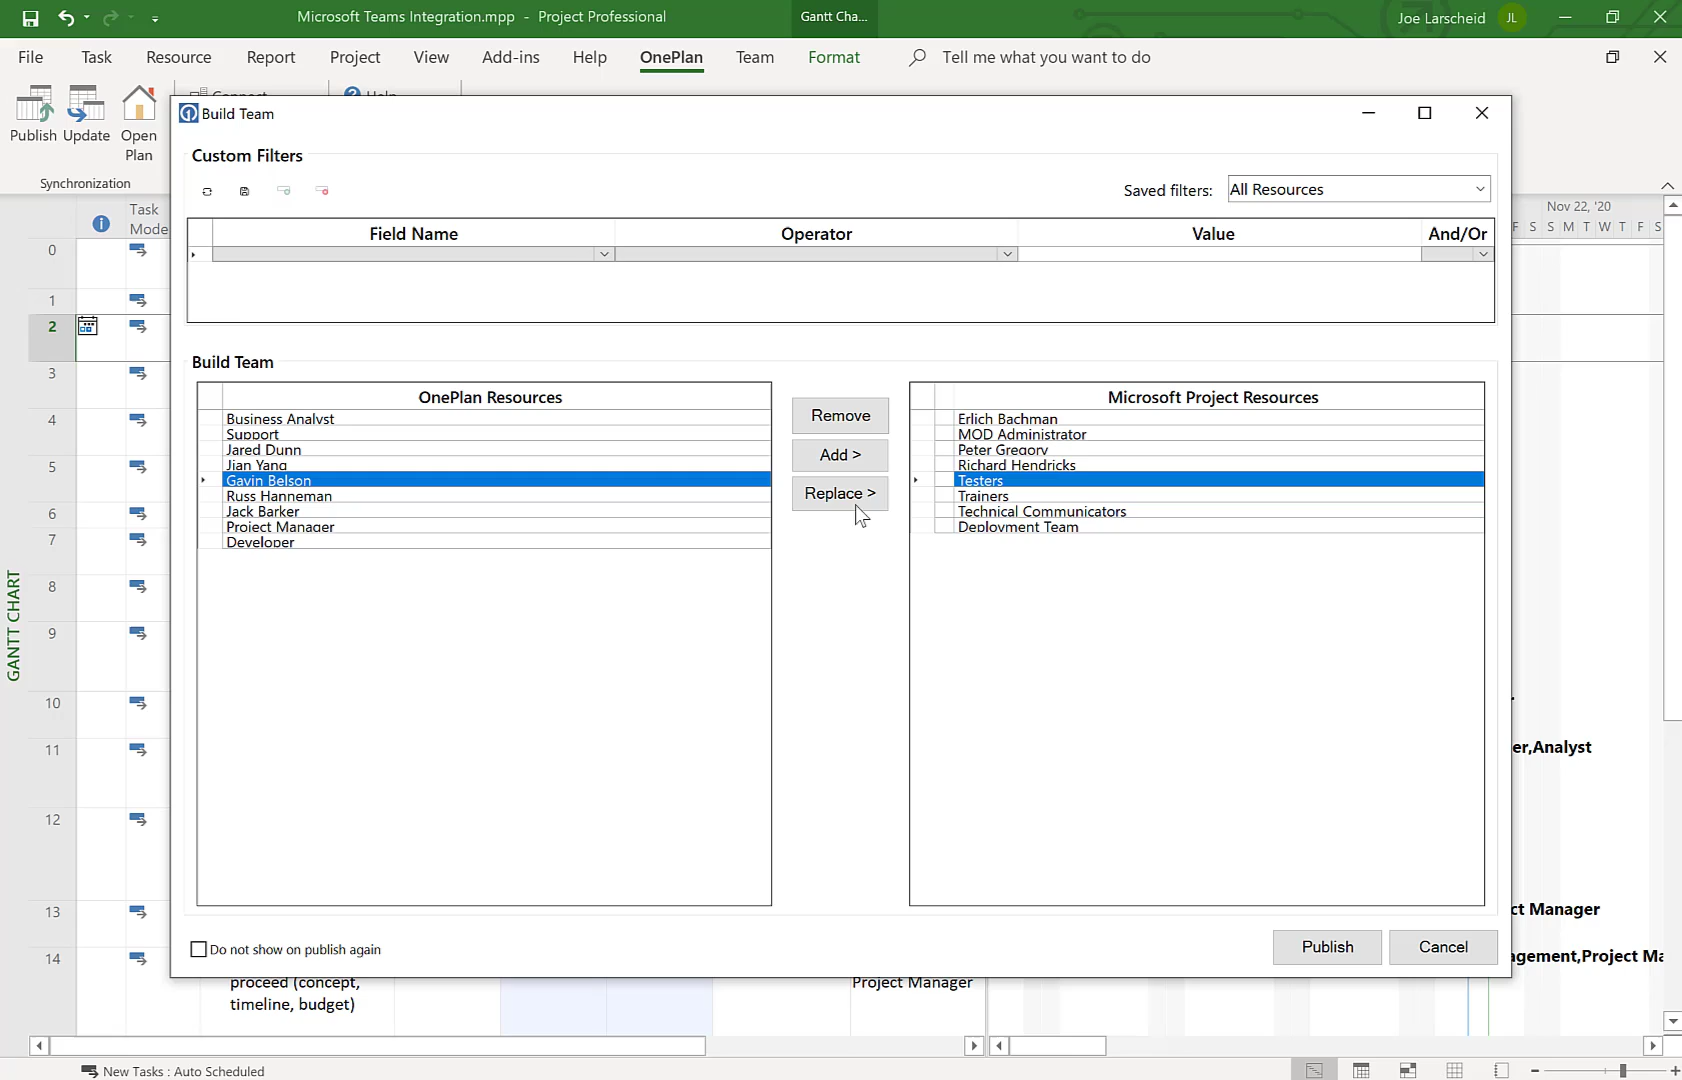 Microsoft Teams Integration.mpp - Project Professional
Gantt Cha...
Joe Larscheid JL
File Task Resource Report Project View Add-ins Help OnePlan Team Format Tell me what you want to do
Publish Update Open Plan
Synchronization
Build Team
Custom Filters
Saved filters: All Resources
Field Name Operator Value And/Or
Build Team
OnePlan Resources
Business Analyst
Support
Jared Dunn
Jian Yang
Gavin Belson
Russ Hanneman
Jack Barker
Project Manager
Developer
Remove
Add >
Replace >
Microsoft Project Resources
Erlich Bachman
MOD Administrator
Peter Gregory
Richard Hendricks
Testers
Trainers
Technical Communicators
Deployment Team
Do not show on publish again
Publish Cancel
Task
Mode
0
1
2
3
4
5
6
7
8
9
10
11
12
13
14
GANTT CHART
Nov 22, '20
F S S M T W T F S
er,Analyst
ct Manager
agement,Project Ma
proceed (concept,
timeline, budget)
Project Manager
New Tasks : Auto Scheduled